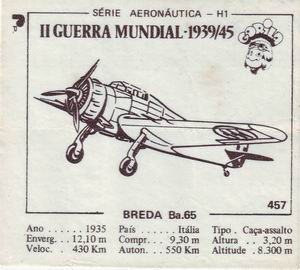 SÉRIE AERONÁUTICA - H1
II GUERRA MUNDIAL - 1939/45
457
BREDA Ba.65
Ano ...... 1935 País ..... Itália Tipo . Caça-assalto
Enverg. .. 12,10 m Compr. .. 9,30 m Altura .. 3,20 m
Veloc. .. 430 Km Auton. .. 550 Km Altitude . 8.300 m